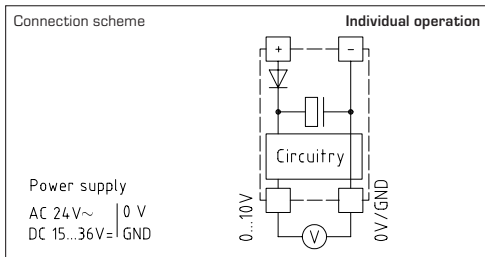 Connection scheme
Individual operation
+
-
Circuitry
Power supply
AC 24V~ 0 V
DC 15...36V= GND
0...10V
V
0V/GND